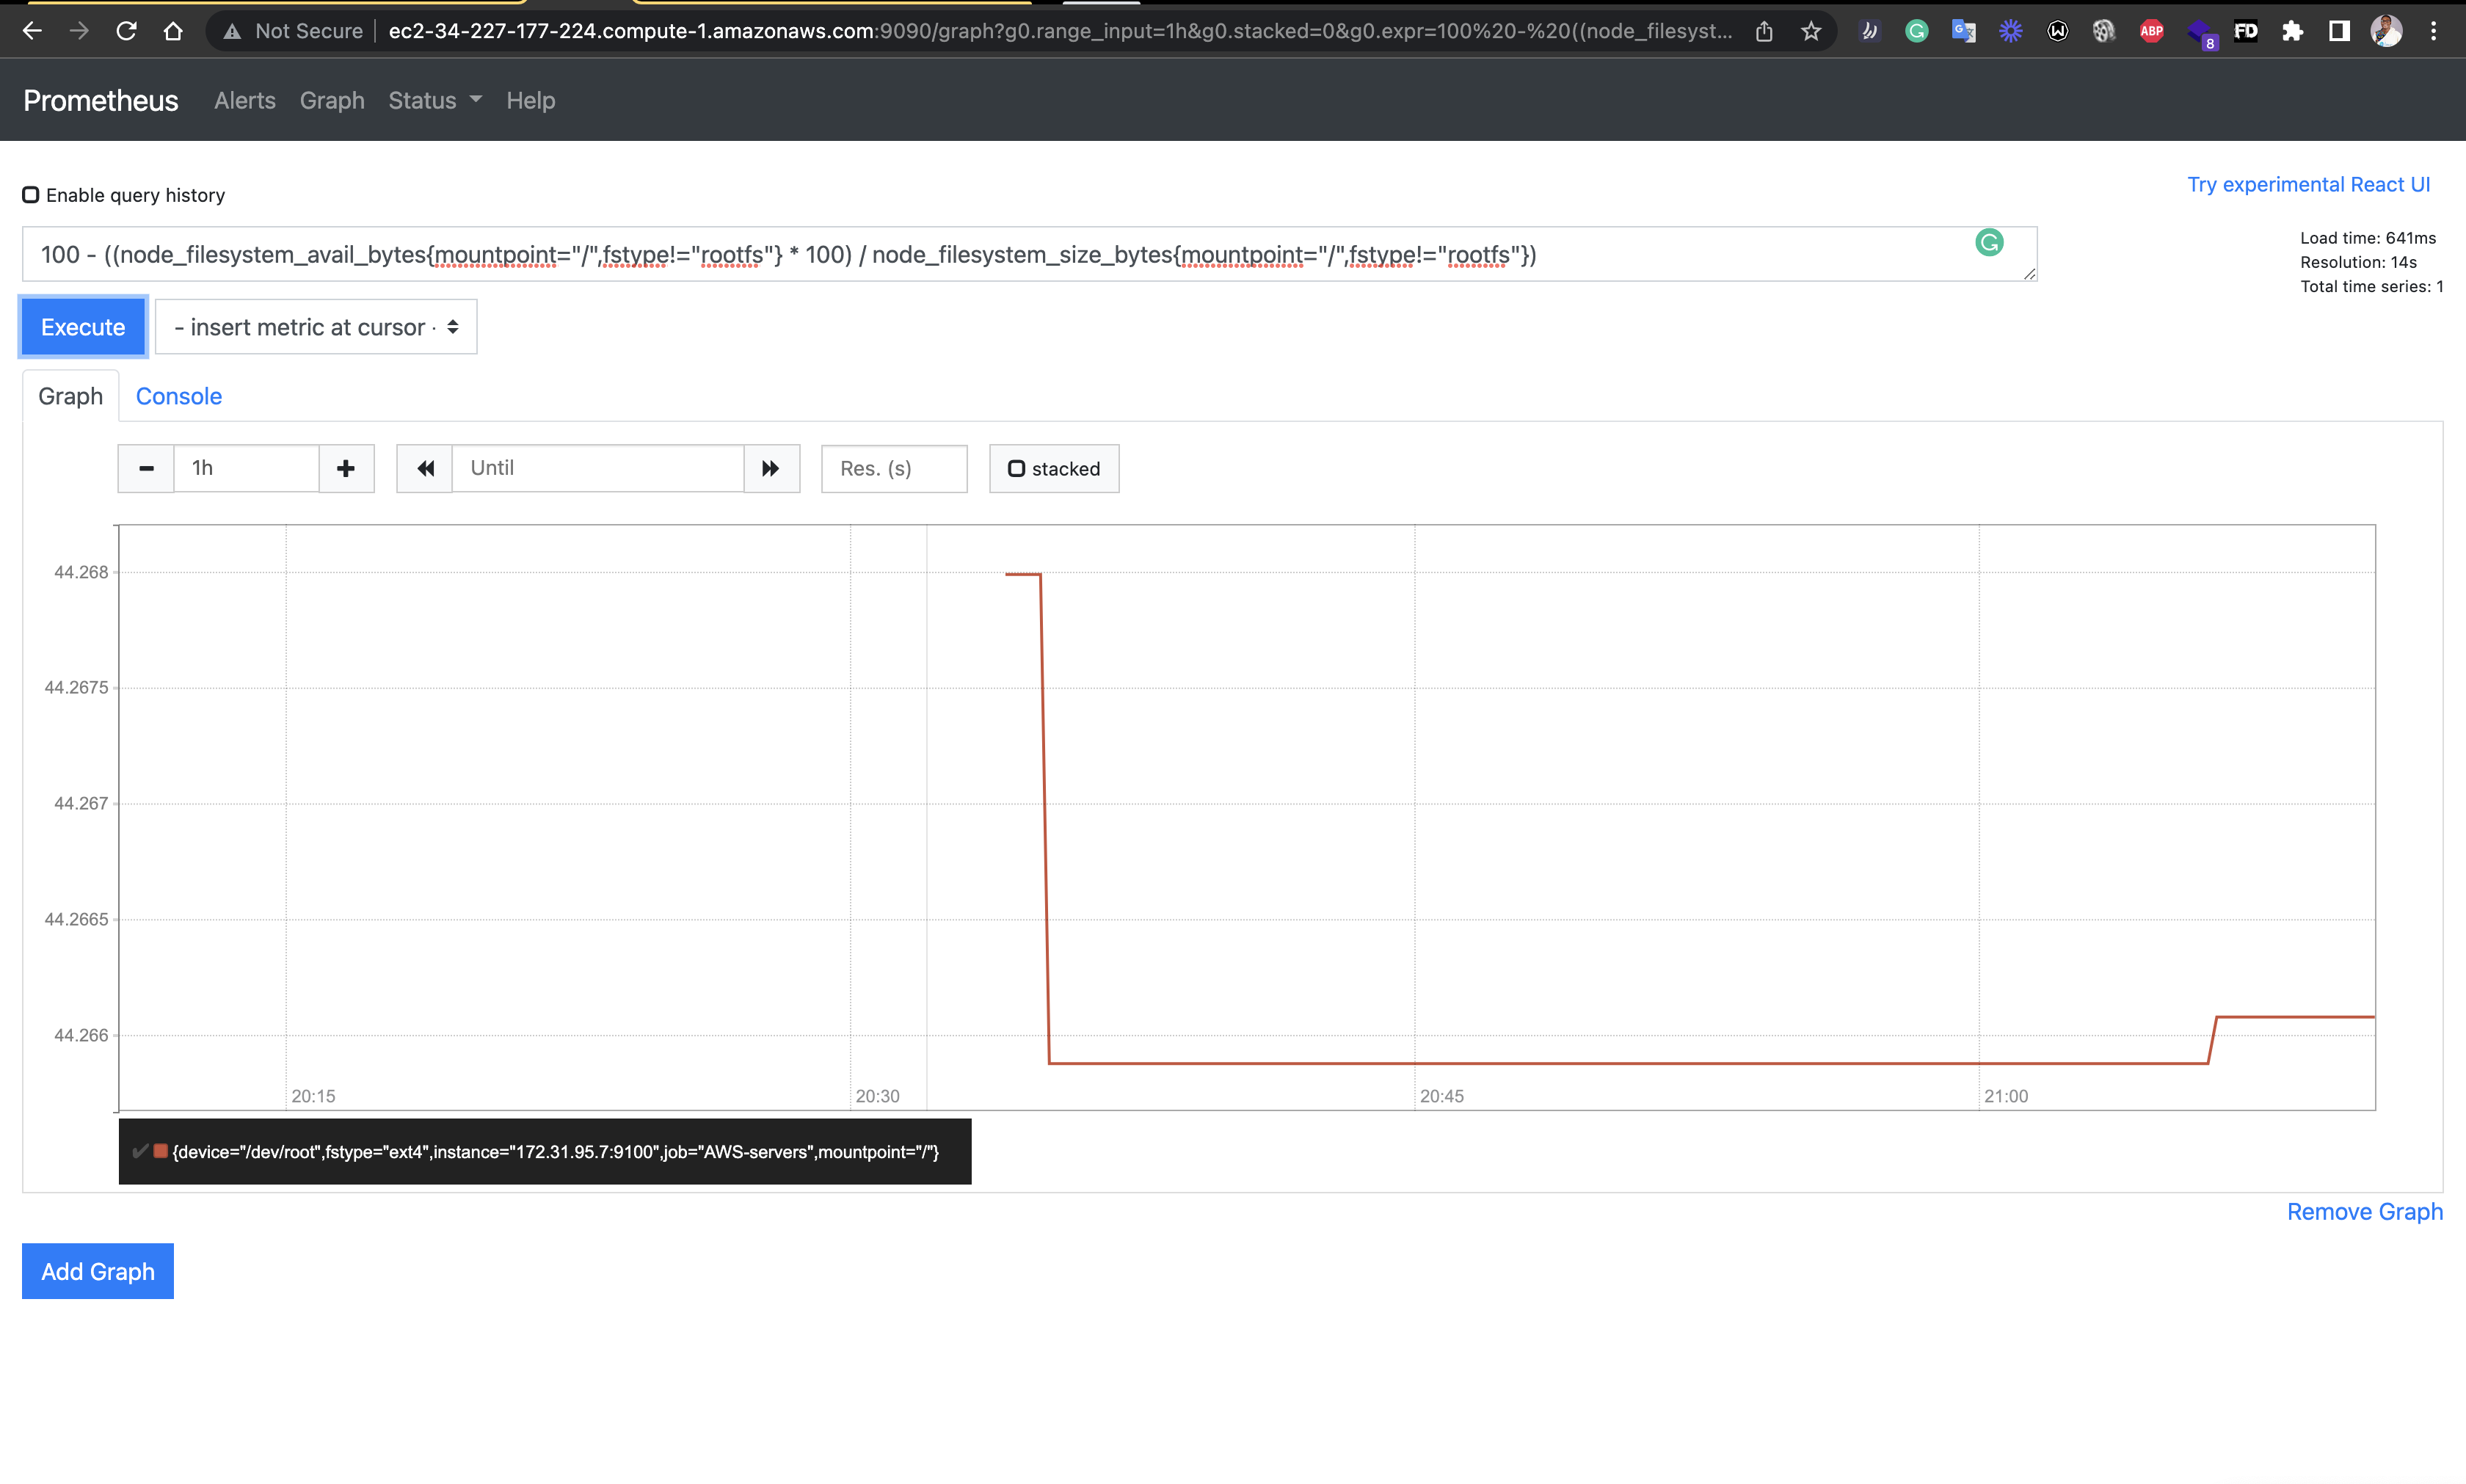 Not Secure | ec2-34-227-177-224.compute-1.amazonaws.com:9090/graph?g0.range_input=1h&g0.stacked=0&g0.expr=100%20-%20((node_filesyst...
ABP
8
FD
Prometheus Alerts Graph Status Help
Try experimental React UI
Enable query history
100 - ((node_filesystem_avail_bytes{mountpoint="/",fstype!="rootfs"} * 100) / node_filesystem_size_bytes{mountpoint="/",fstype!="rootfs"})
Load time: 641ms
Resolution: 14s
Total time series: 1
Execute - insert metric at cursor -
Graph Console
1h Until Res. (s) stacked
44.268
44.2675
44.267
44.2665
44.266
20:15 20:30 20:45 21:00
{device="/dev/root",fstype="ext4",instance="172.31.95.7:9100",job="AWS-servers",mountpoint="/"}
Remove Graph
Add Graph